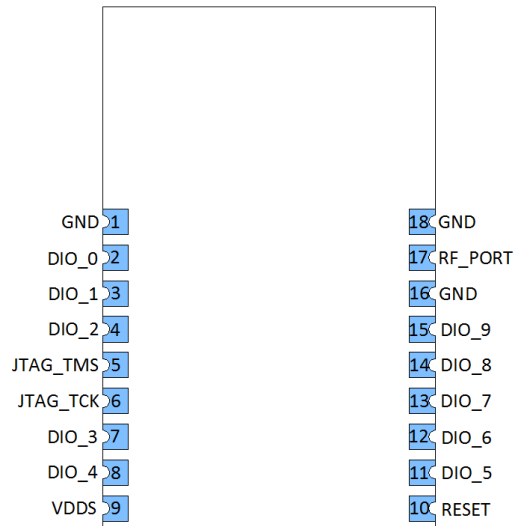 GND 1 18 GND
DIO_0 2 17 RF_PORT
DIO_1 3 16 GND
DIO_2 4 15 DIO_9
JTAG_TMS 5 14 DIO_8
JTAG_TCK 6 13 DIO_7
DIO_3 7 12 DIO_6
DIO_4 8 11 DIO_5
VDDS 9 10 RESET